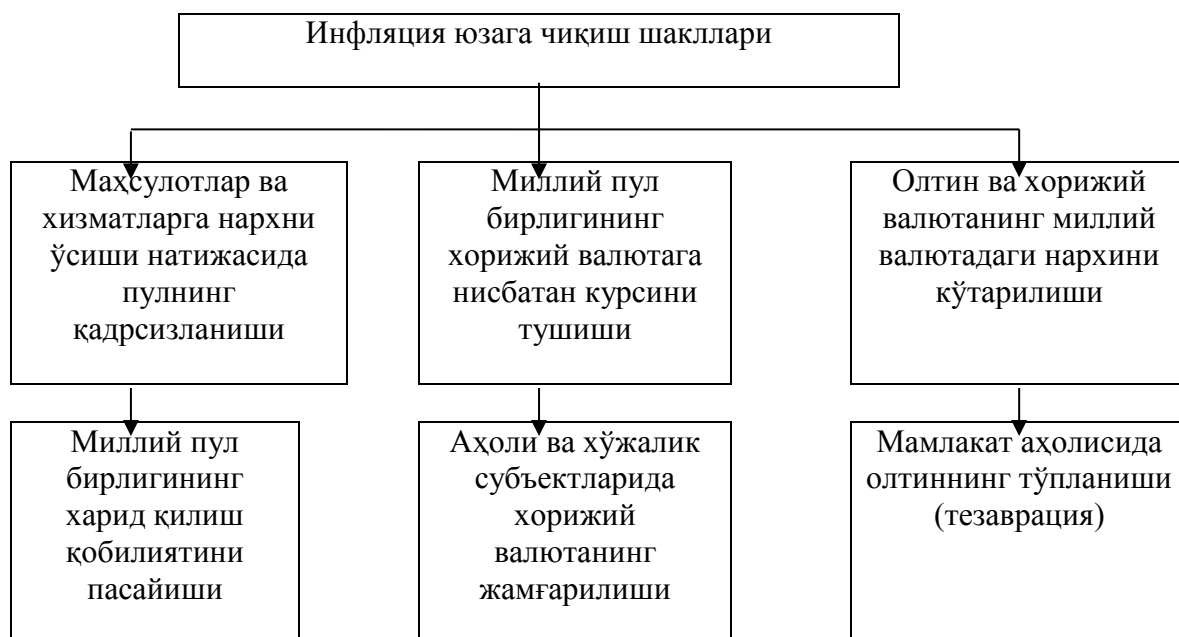 Инфляция юзага чиқиш шакллари
Маҳсулотлар ва
хизматларга нархни
ўсиши натижасида
пулнинг
қадрсизланиши
Миллий пул
бирлигининг
хорижий валютага
нисбатан курсини
тушиши
Олтин ва хорижий
валютанинг миллий
валютадаги нархини
кўтарилиши
Миллий пул
бирлигининг
харид қилиш
қобилиятини
пасайиши
Аҳоли ва хўжалик
субъектларида
хорижий
валютанинг
жамғарилиши
Мамлакат аҳолисида
олтиннинг тўпланиши
(тезаврация)